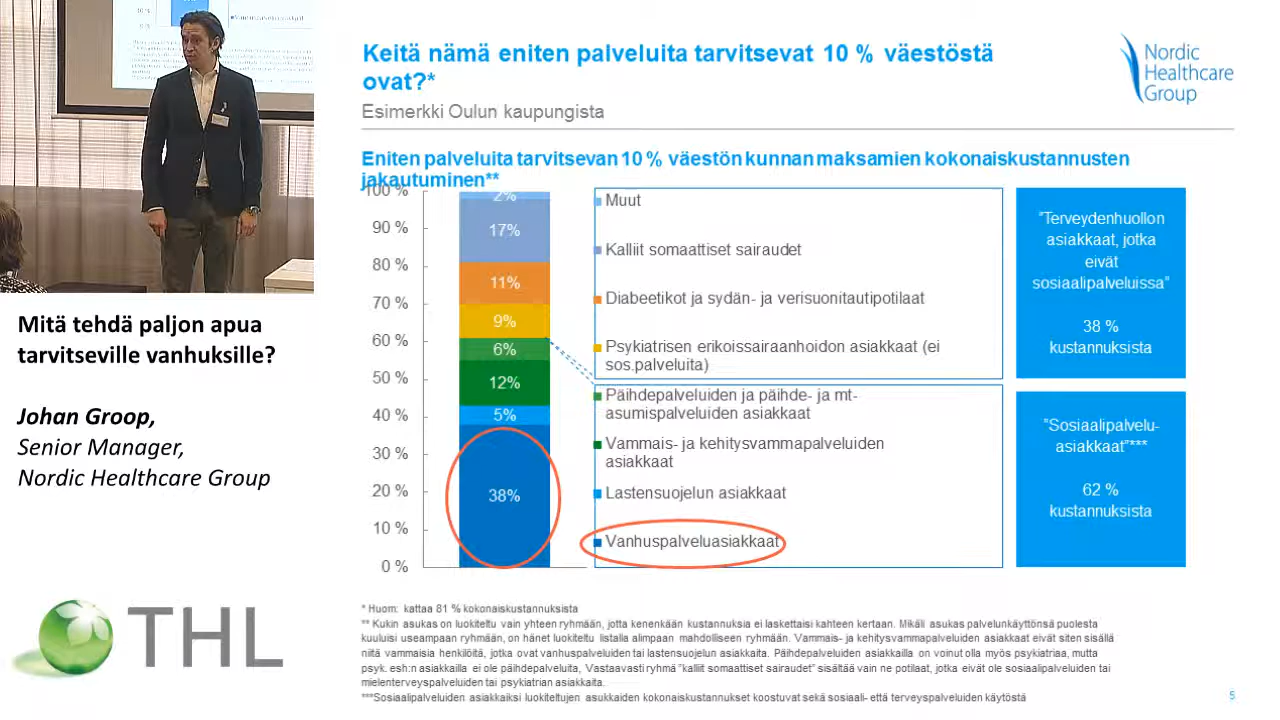 Keitä nämä eniten palveluita tarvitsevat 10 % väestöstä
ovat?*
Esimerkki Oulun kaupungista
Nordic
Healthcare
Group
Eniten palveluita tarvitsevan 10 % väestön kunnan maksamien kokonaiskustannusten
jakautuminen**
100 %
90 %
80 %
70 %
60 %
50 %
40 %
30 %
20 %
10 %
0 %
2%
17%
11%
9%
6%
12%
5%
38%
Muut
Kalliit somaattiset sairaudet
Diabeetikot ja sydän- ja verisuonitautipotilaat
Psykiatrisen erikoissairaanhoidon asiakkaat (ei
sos.palveluita)
Päihdepalveluiden ja päihde- ja mt-
asumispalveluiden asiakkaat
Vammais- ja kehitysvammapalveluiden
asiakkaat
Lastensuojelun asiakkaat
Vanhuspalveluasiakkaat
"Terveydenhuollon
asiakkaat, jotka
eivät
sosiaalipalveluissa"
38 %
kustannuksista
"Sosiaalipalvelu-
asiakkaat"***
62 %
kustannuksista
Mitä tehdä paljon apua
tarvitseville vanhuksille?
Johan Groop,
Senior Manager,
Nordic Healthcare Group
THL
* Huom: kattaa 81 % kokonaiskustannuksista
** Kukin asukas on luokiteltu vain yhteen ryhmään, jotta kenenkään kustannuksia ei laskettaisi kahteen kertaan. Mikäli asukas palvelunkäyttönsä puolesta
kuuluisi useampaan ryhmään, on hänet luokiteltu listalla alimpaan mahdolliseen ryhmään. Vammais- ja kehitysvammapalveluiden asiakkaat eivät siten sisällä
niitä vammaisia henkilöitä, jotka ovat vanhuspalveluiden tai lastensuojelun asiakkaita. Päihdepalveluiden asiakkailla on voinut olla myös psykiatriaa, mutta
psyk. esh:n asiakkailla ei ole päihdepalveluita, Vastaavasti ryhmä "kalliit somaattiset sairaudet" sisältää vain ne potilaat, jotka eivät ole sosiaalipalveluiden tai
mielenterveyspalveluiden tai psykiatrian asiakkaita.
***Sosiaalipalveluiden asiakkaiksi luokiteltujen asukkaiden kokonaiskustannukset koostuvat sekä sosiaali- että terveyspalveluiden käytöstä
5